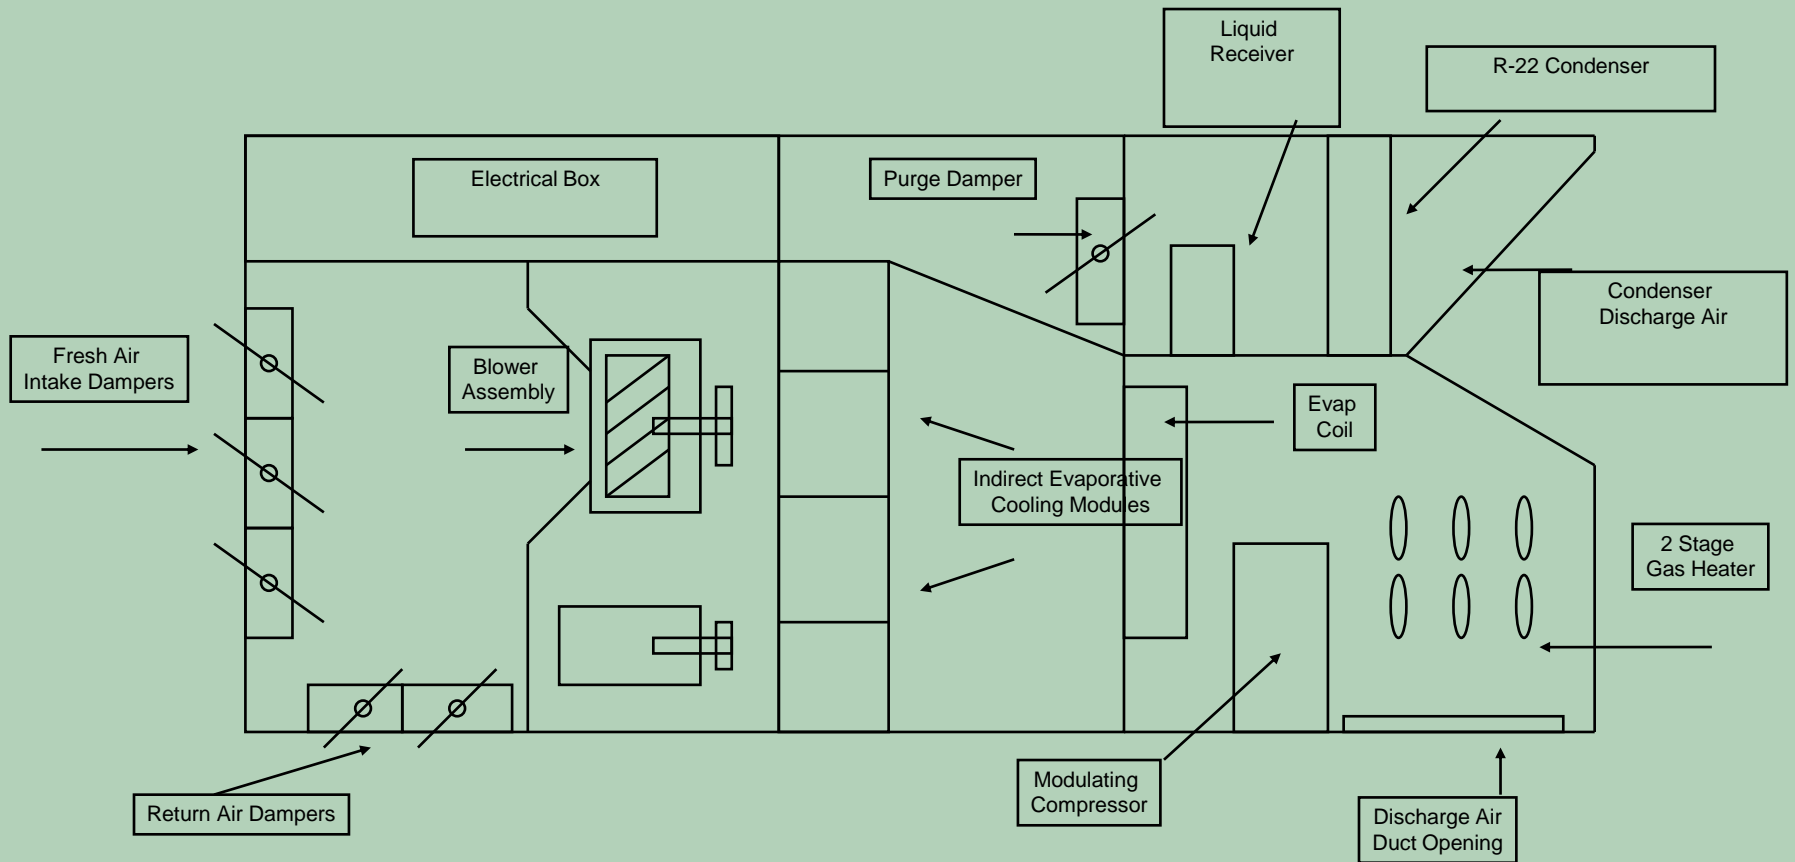 Liquid
Receiver
R-22 Condenser
Electrical Box
Purge Damper
Condenser
Discharge Air
Fresh Air
Intake Dampers
Blower
Assembly
Evap
Coil
Indirect Evaporative
Cooling Modules
2 Stage
Gas Heater
Modulating
Compressor
Return Air Dampers
Discharge Air
Duct Opening